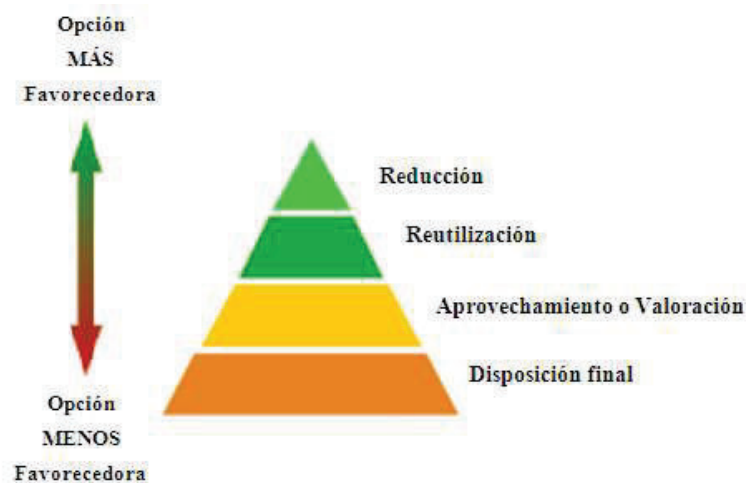 Opción
MÁS
Favorecedora
Reducción
Reutilización
Aprovechamiento o Valoración
Disposición final
Opción
MENOS
Favorecedora